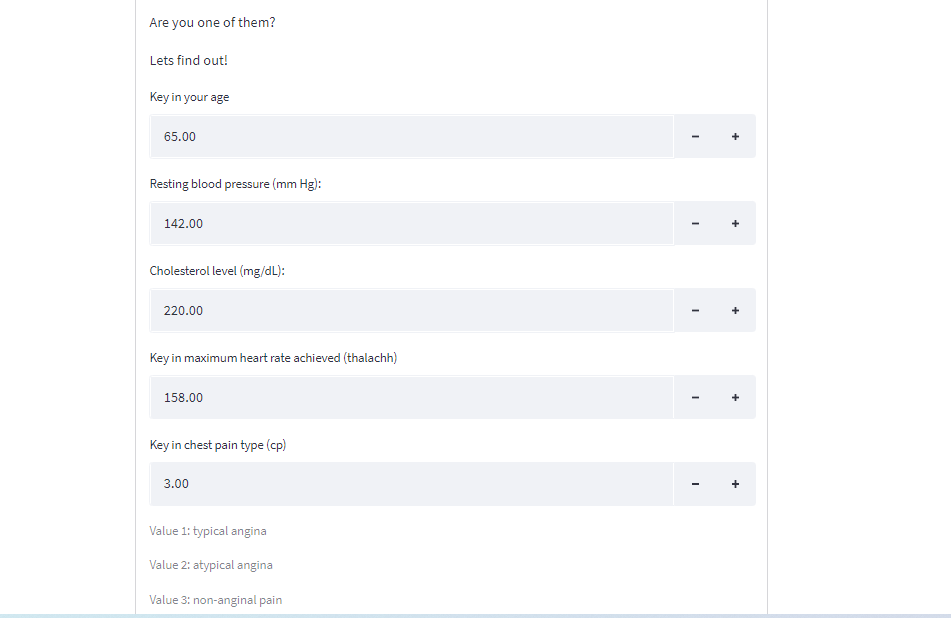 Are you one of them?
Lets find out!
Key in your age
65.00
Resting blood pressure (mm Hg):
142.00
Cholesterol level (mg/dL):
220.00
Key in maximum heart rate achieved (thalachh)
158.00
Key in chest pain type (cp)
3.00
Value 1: typical angina
Value 2: atypical angina
Value 3: non-anginal pain